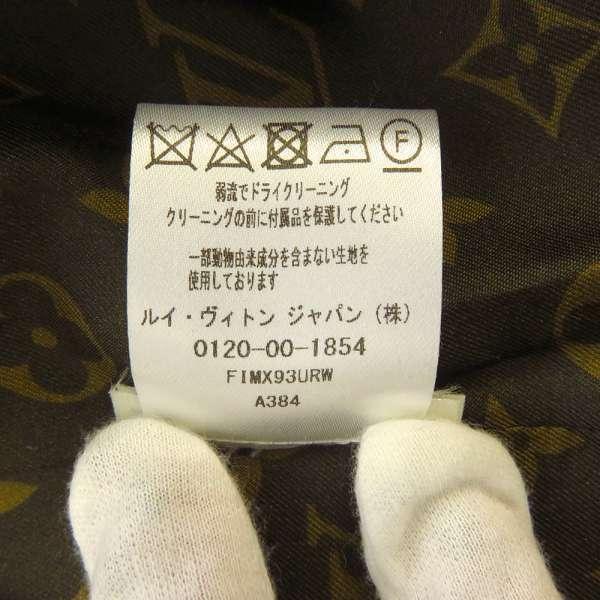 F
弱流でドライクリーニング
クリーニングの前に付属品を保護してください
一部動物由来成分を含まない生地を
使用しております
ルイ・ヴィトン ジャパン (株)
0120-00-1854
FIMX93URW
A384